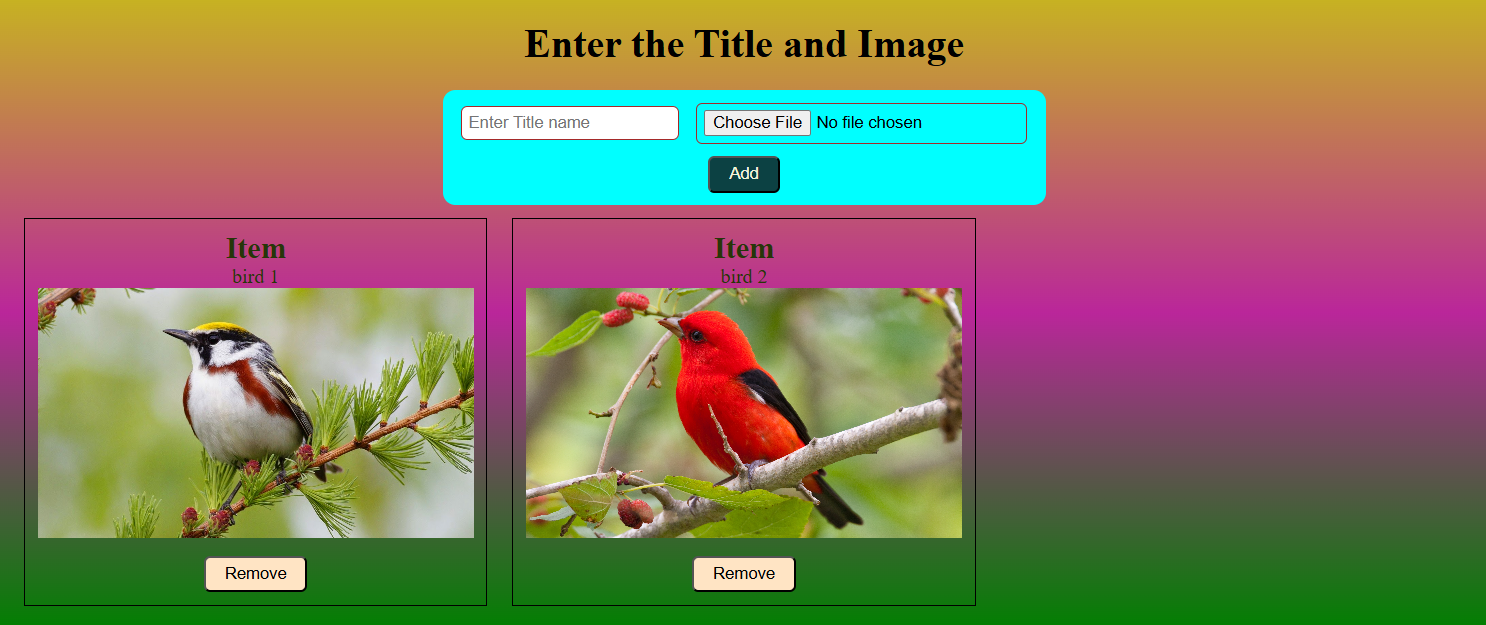 Enter the Title and Image
Enter Title name
Choose File No file chosen
Add
Item
bird 1
Remove
Item
bird 2
Remove